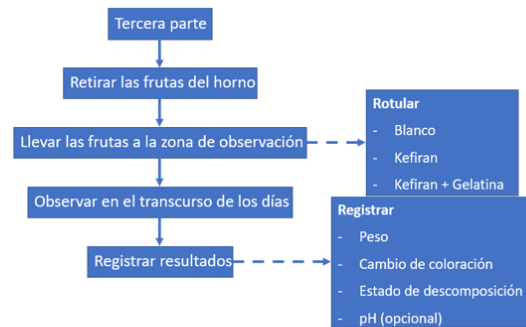 Tercera parte
Retirar las frutas del horno
Llevar las frutas a la zona de observación
Rotular
- Blanco
- Kefiran
- Kefiran + Gelatina
Observar en el transcurso de los días
Registrar resultados
Registrar
- Peso
- Cambio de coloración
- Estado de descomposición
- pH (opcional)